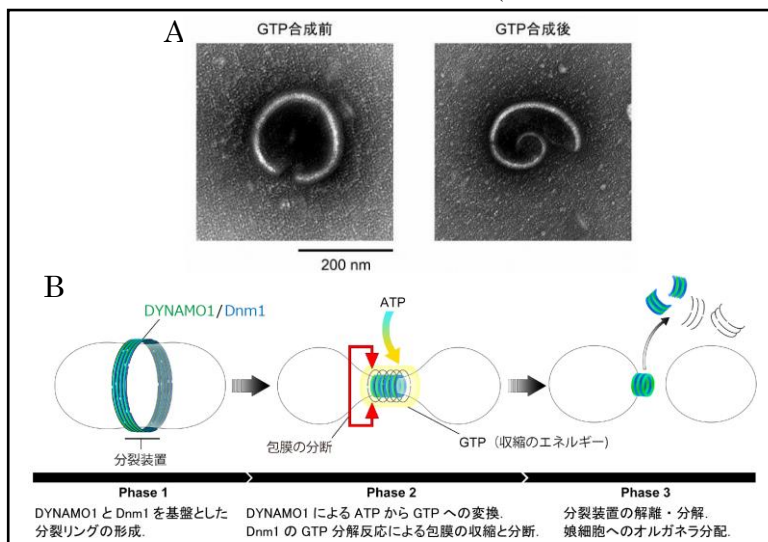 A
GTP合成前
GTP合成後
200 nm
B
DYNAMO1/Dnm1
ATP
分裂装置
包膜の分断
GTP（収縮のエネルギー）
Phase 1
Phase 2
Phase 3
DYNAMO1 と Dnm1 を基盤とした
分裂リングの形成.
DYNAMO1 による ATP から GTP への変換.
Dnm1 の GTP 分解反応による包膜の収縮と分断.
分裂装置の解離・分解.
娘細胞へのオルガネラ分配.